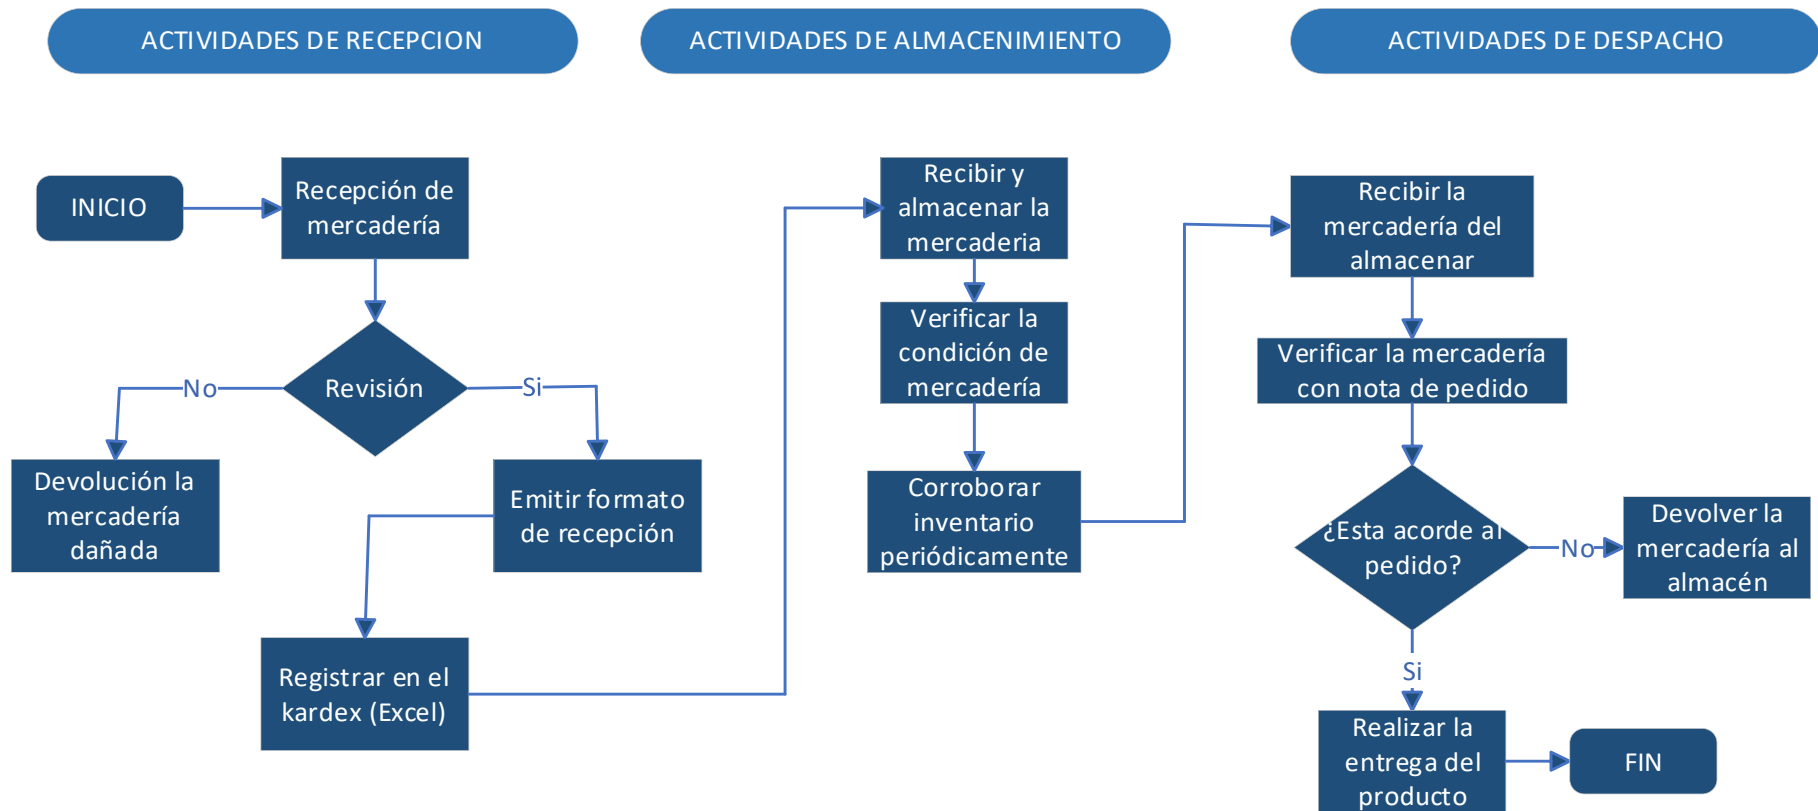 ACTIVIDADES DE RECEPCION
ACTIVIDADES DE ALMACENIMIENTO
ACTIVIDADES DE DESPACHO
INICIO
Recepción de
mercadería
Revisión
No
Si
Devolución la
mercadería
dañada
Emitir formato
de recepción
Registrar en el
kardex (Excel)
Recibir y
almacenar la
mercaderia
Verificar la
condición de
mercadería
Corroborar
inventario
periódicamente
Recibir la
mercadería del
almacenar
Verificar la mercadería
con nota de pedido
¿Esta acorde al
pedido?
No
Devolver la
mercadería al
almacén
Si
Realizar la
entrega del
producto
FIN